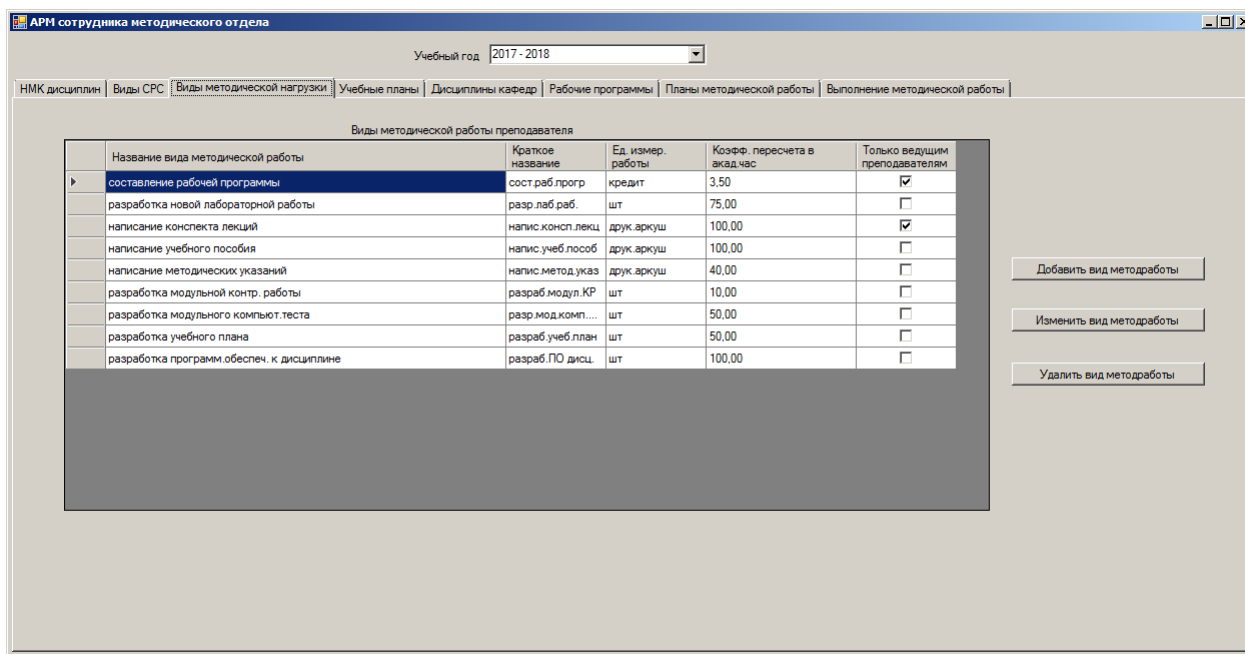 АРМ сотрудника методического отдела
Учебный год 2017 - 2018
НМК дисциплин Виды СРС Виды методической нагрузки Учебные планы Дисциплины кафедр Рабочие программы Планы методической работы Выполнение методической работы
Виды методической работы преподавателя
Название вида методической работы Краткое название Ед. измер. работы Коэфф. пересчета в акад.час Только ведущим преподавателям
составление рабочей программы сост.раб.прогр кредит 3,50
разработка новой лабораторной работы разр.лаб.раб. шт 75,00
написание конспекта лекций напис.консп.лекц друк.аркуш 100,00
написание учебного пособия напис.учеб.пособ друк.аркуш 100,00
написание методических указаний напис.метод.указ друк.аркуш 40,00
разработка модульной контр. работы разраб.модул.КР шт 10,00
разработка модульного компьют.теста разр.мод.комп.... шт 50,00
разработка учебного плана разраб.учеб.план шт 50,00
разработка программ.обеспеч. к дисциплине разраб.ПО дисц. шт 100,00
Добавить вид методработы
Изменить вид методработы
Удалить вид методработы